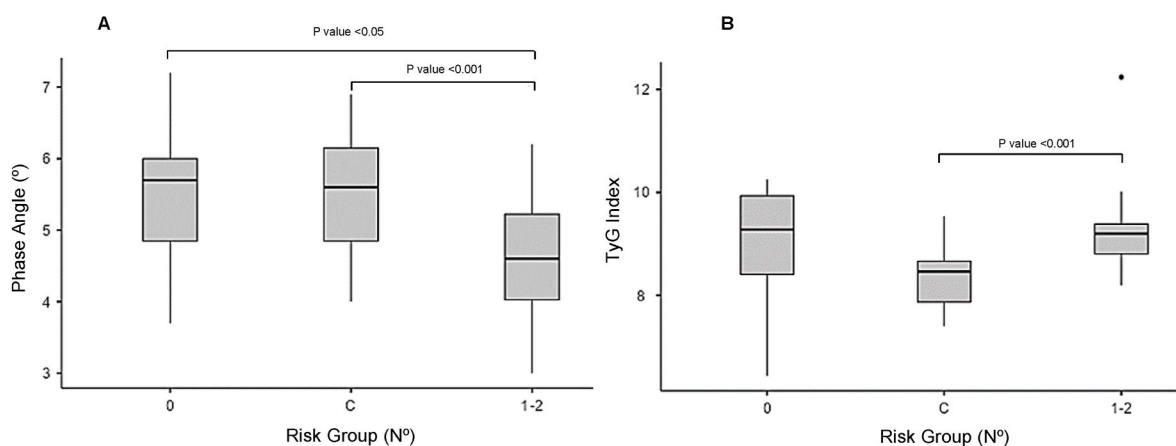 A
P value <0.05
P value <0.001
Phase Angle (º)
7
6
5
4
3
0
C
1-2
Risk Group (Nº)
B
P value <0.001
TyG Index
12
10
8
0
C
1-2
Risk Group (Nº)